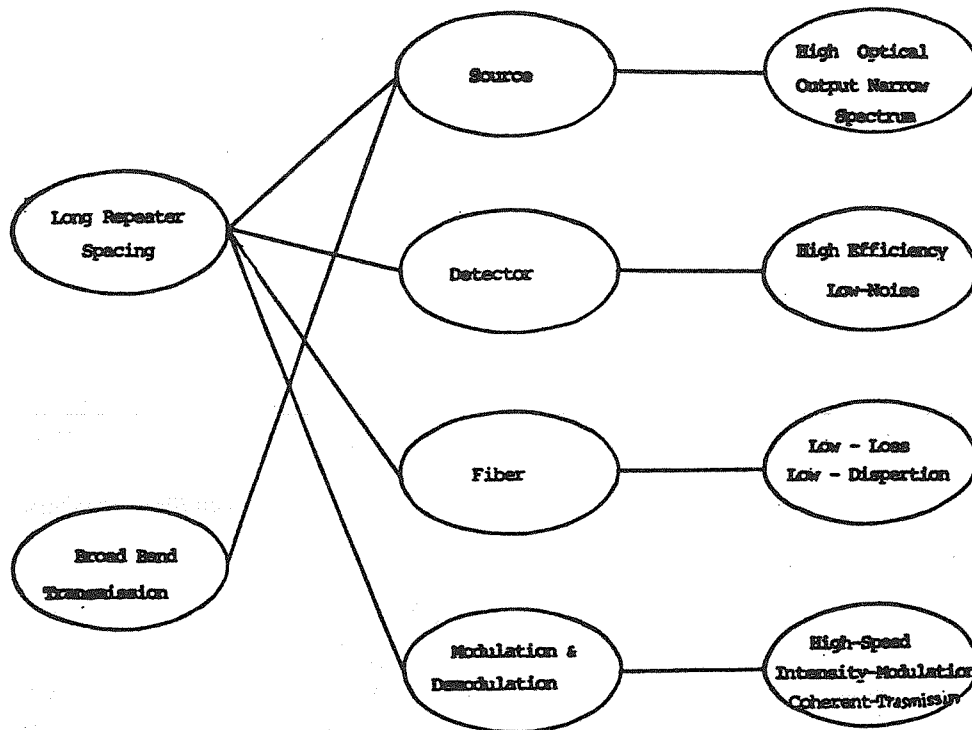 Source
High Optical
Output Narrow
Spectrum
Long Repeater
Spacing
Detector
High Efficiency
Low-Noise
Fiber
Low - Loss
Low - Dispertion
Broad Band
Transmission
Modulation &
Demodulation
High-Speed
Intensity-Modulation
Coherent-Trasmissin